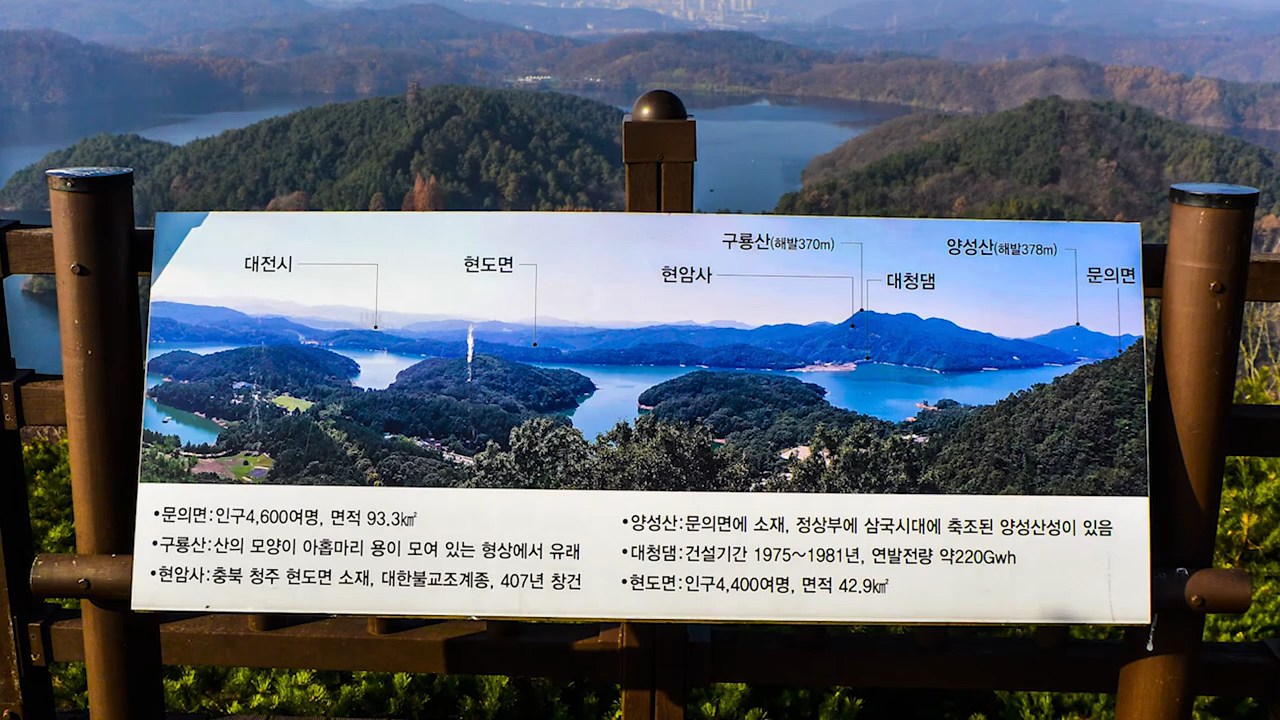 구룡산(해발370m)
양성산(해발378m)
대전시
현도면
현암사
대청댐
문의면
•문의면:인구4,600여명, 면적 93.3㎢
•구룡산:산의 모양이 아홉마리 용이 모여 있는 형상에서 유래
•현암사:충북 청주 현도면 소재, 대한불교조계종, 407년 창건
•양성산:문의면에 소재, 정상부에 삼국시대에 축조된 양성산성이 있음
•대청댐:건설기간 1975~1981년, 연발전량 약220Gwh
•현도면:인구4,400여명, 면적 42.9㎢